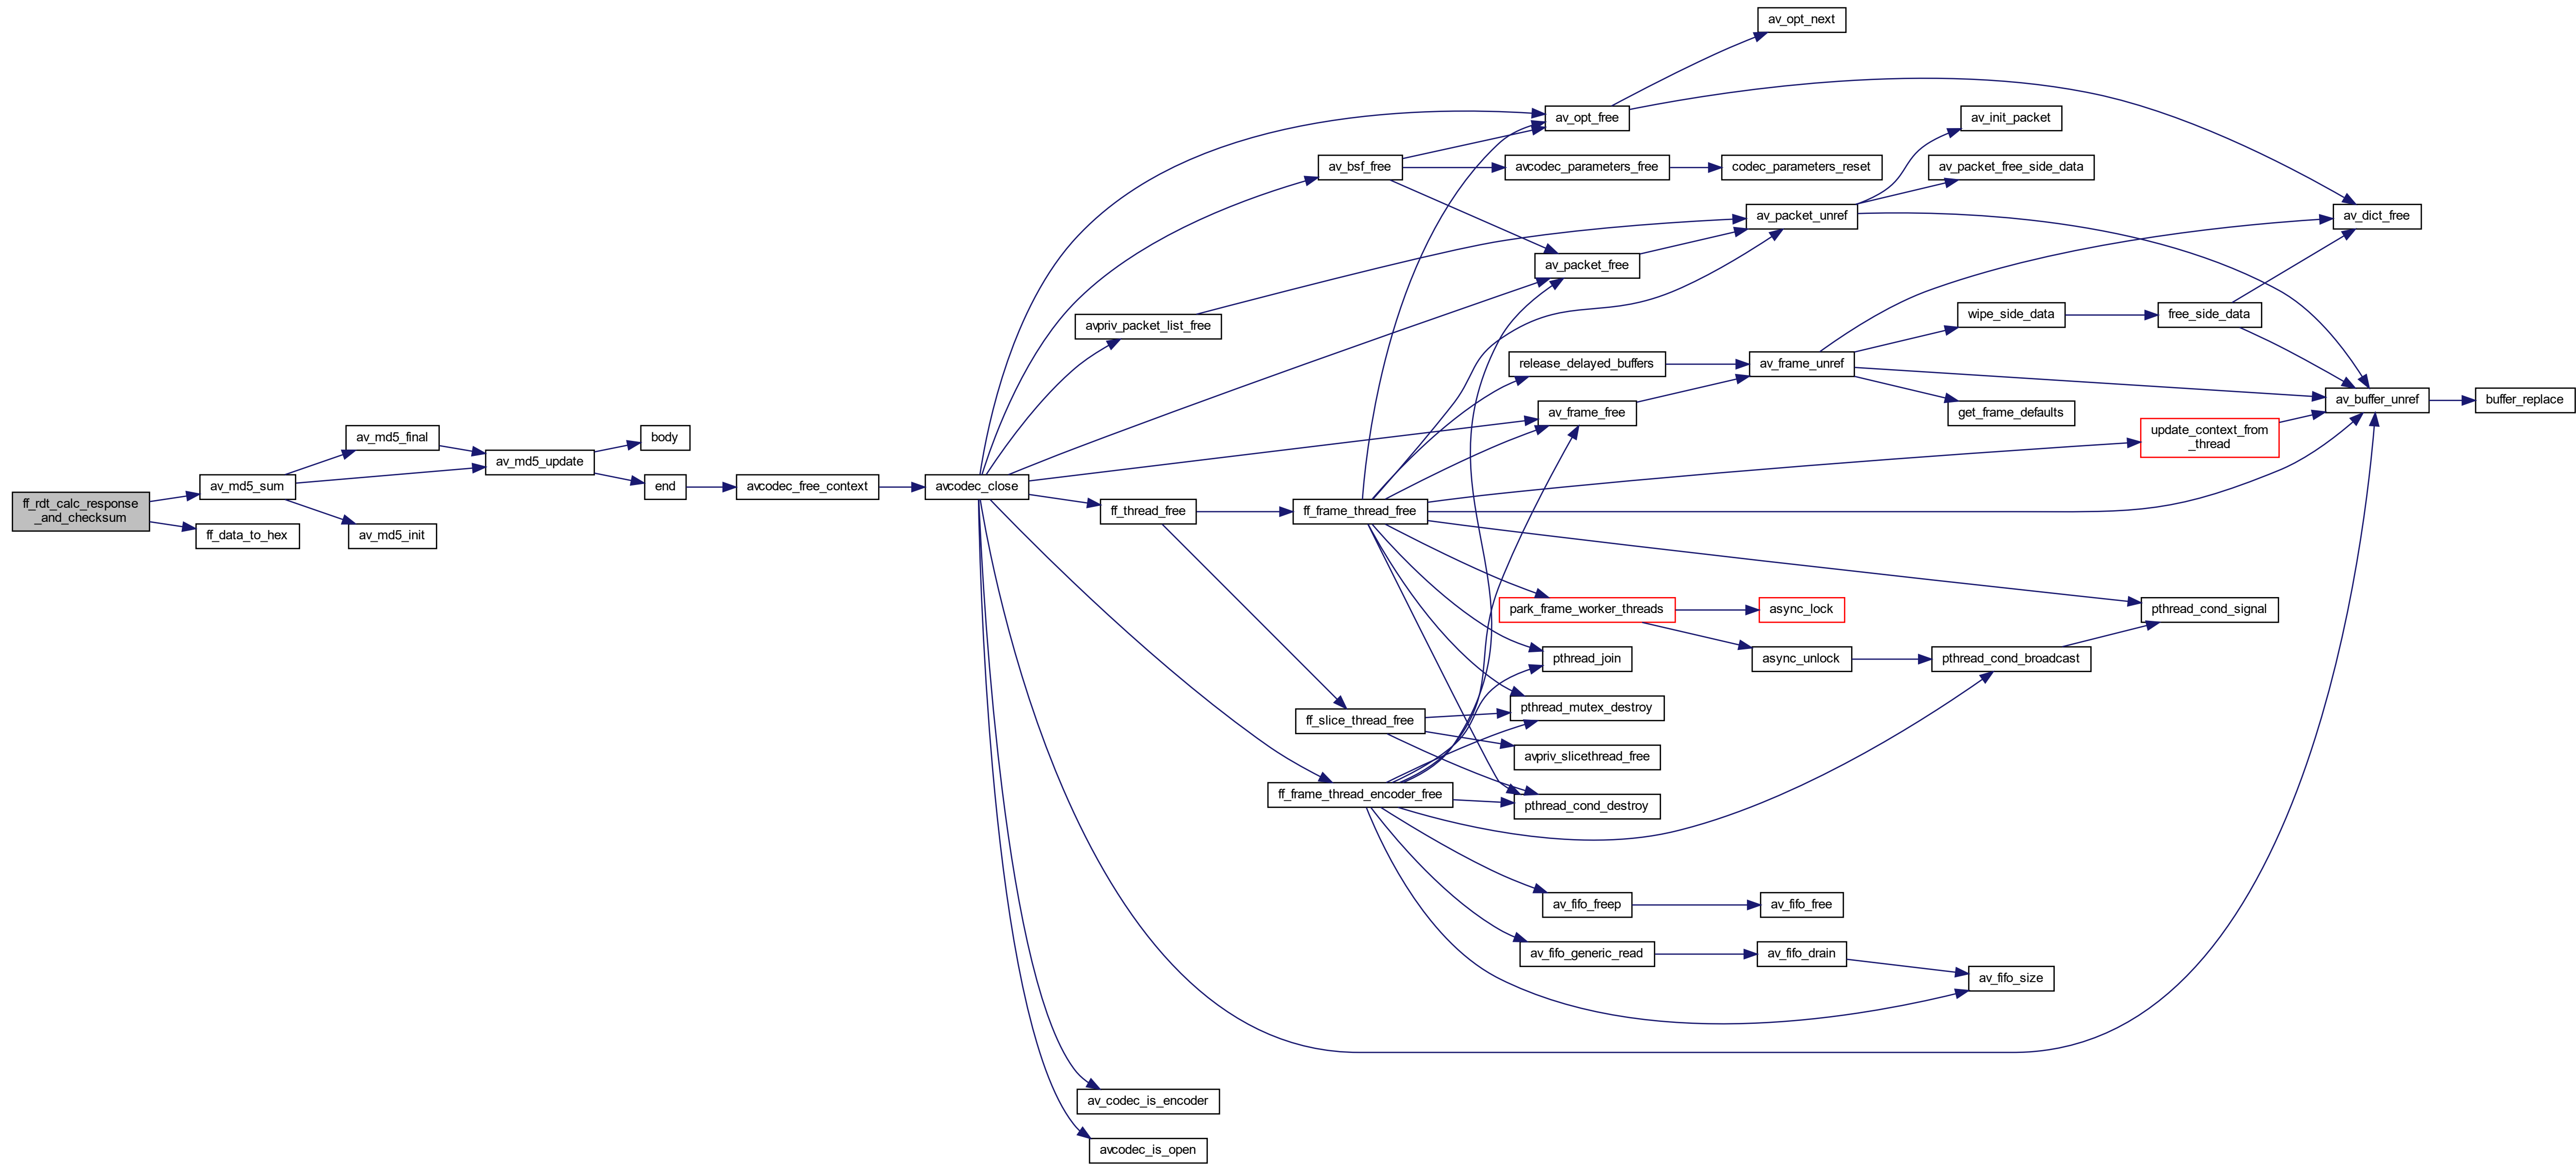 ff_rdt_calc_response
_and_checksum
av_md5_sum
ff_data_to_hex
av_md5_final
av_md5_init
av_md5_update
body
end
avcodec_free_context
avcodec_close
avpriv_packet_list_free
ff_thread_free
av_codec_is_encoder
avcodec_is_open
av_bsf_free
ff_frame_thread_free
ff_slice_thread_free
ff_frame_thread_encoder_free
av_opt_free
avcodec_parameters_free
av_packet_free
release_delayed_buffers
av_frame_free
park_frame_worker_threads
pthread_join
pthread_mutex_destroy
avpriv_slicethread_free
pthread_cond_destroy
av_fifo_freep
av_fifo_generic_read
av_opt_next
codec_parameters_reset
av_packet_unref
av_frame_unref
async_lock
async_unlock
av_fifo_free
av_fifo_drain
av_init_packet
av_packet_free_side_data
wipe_side_data
get_frame_defaults
pthread_cond_broadcast
av_fifo_size
free_side_data
update_context_from
_thread
pthread_cond_signal
av_dict_free
av_buffer_unref
buffer_replace